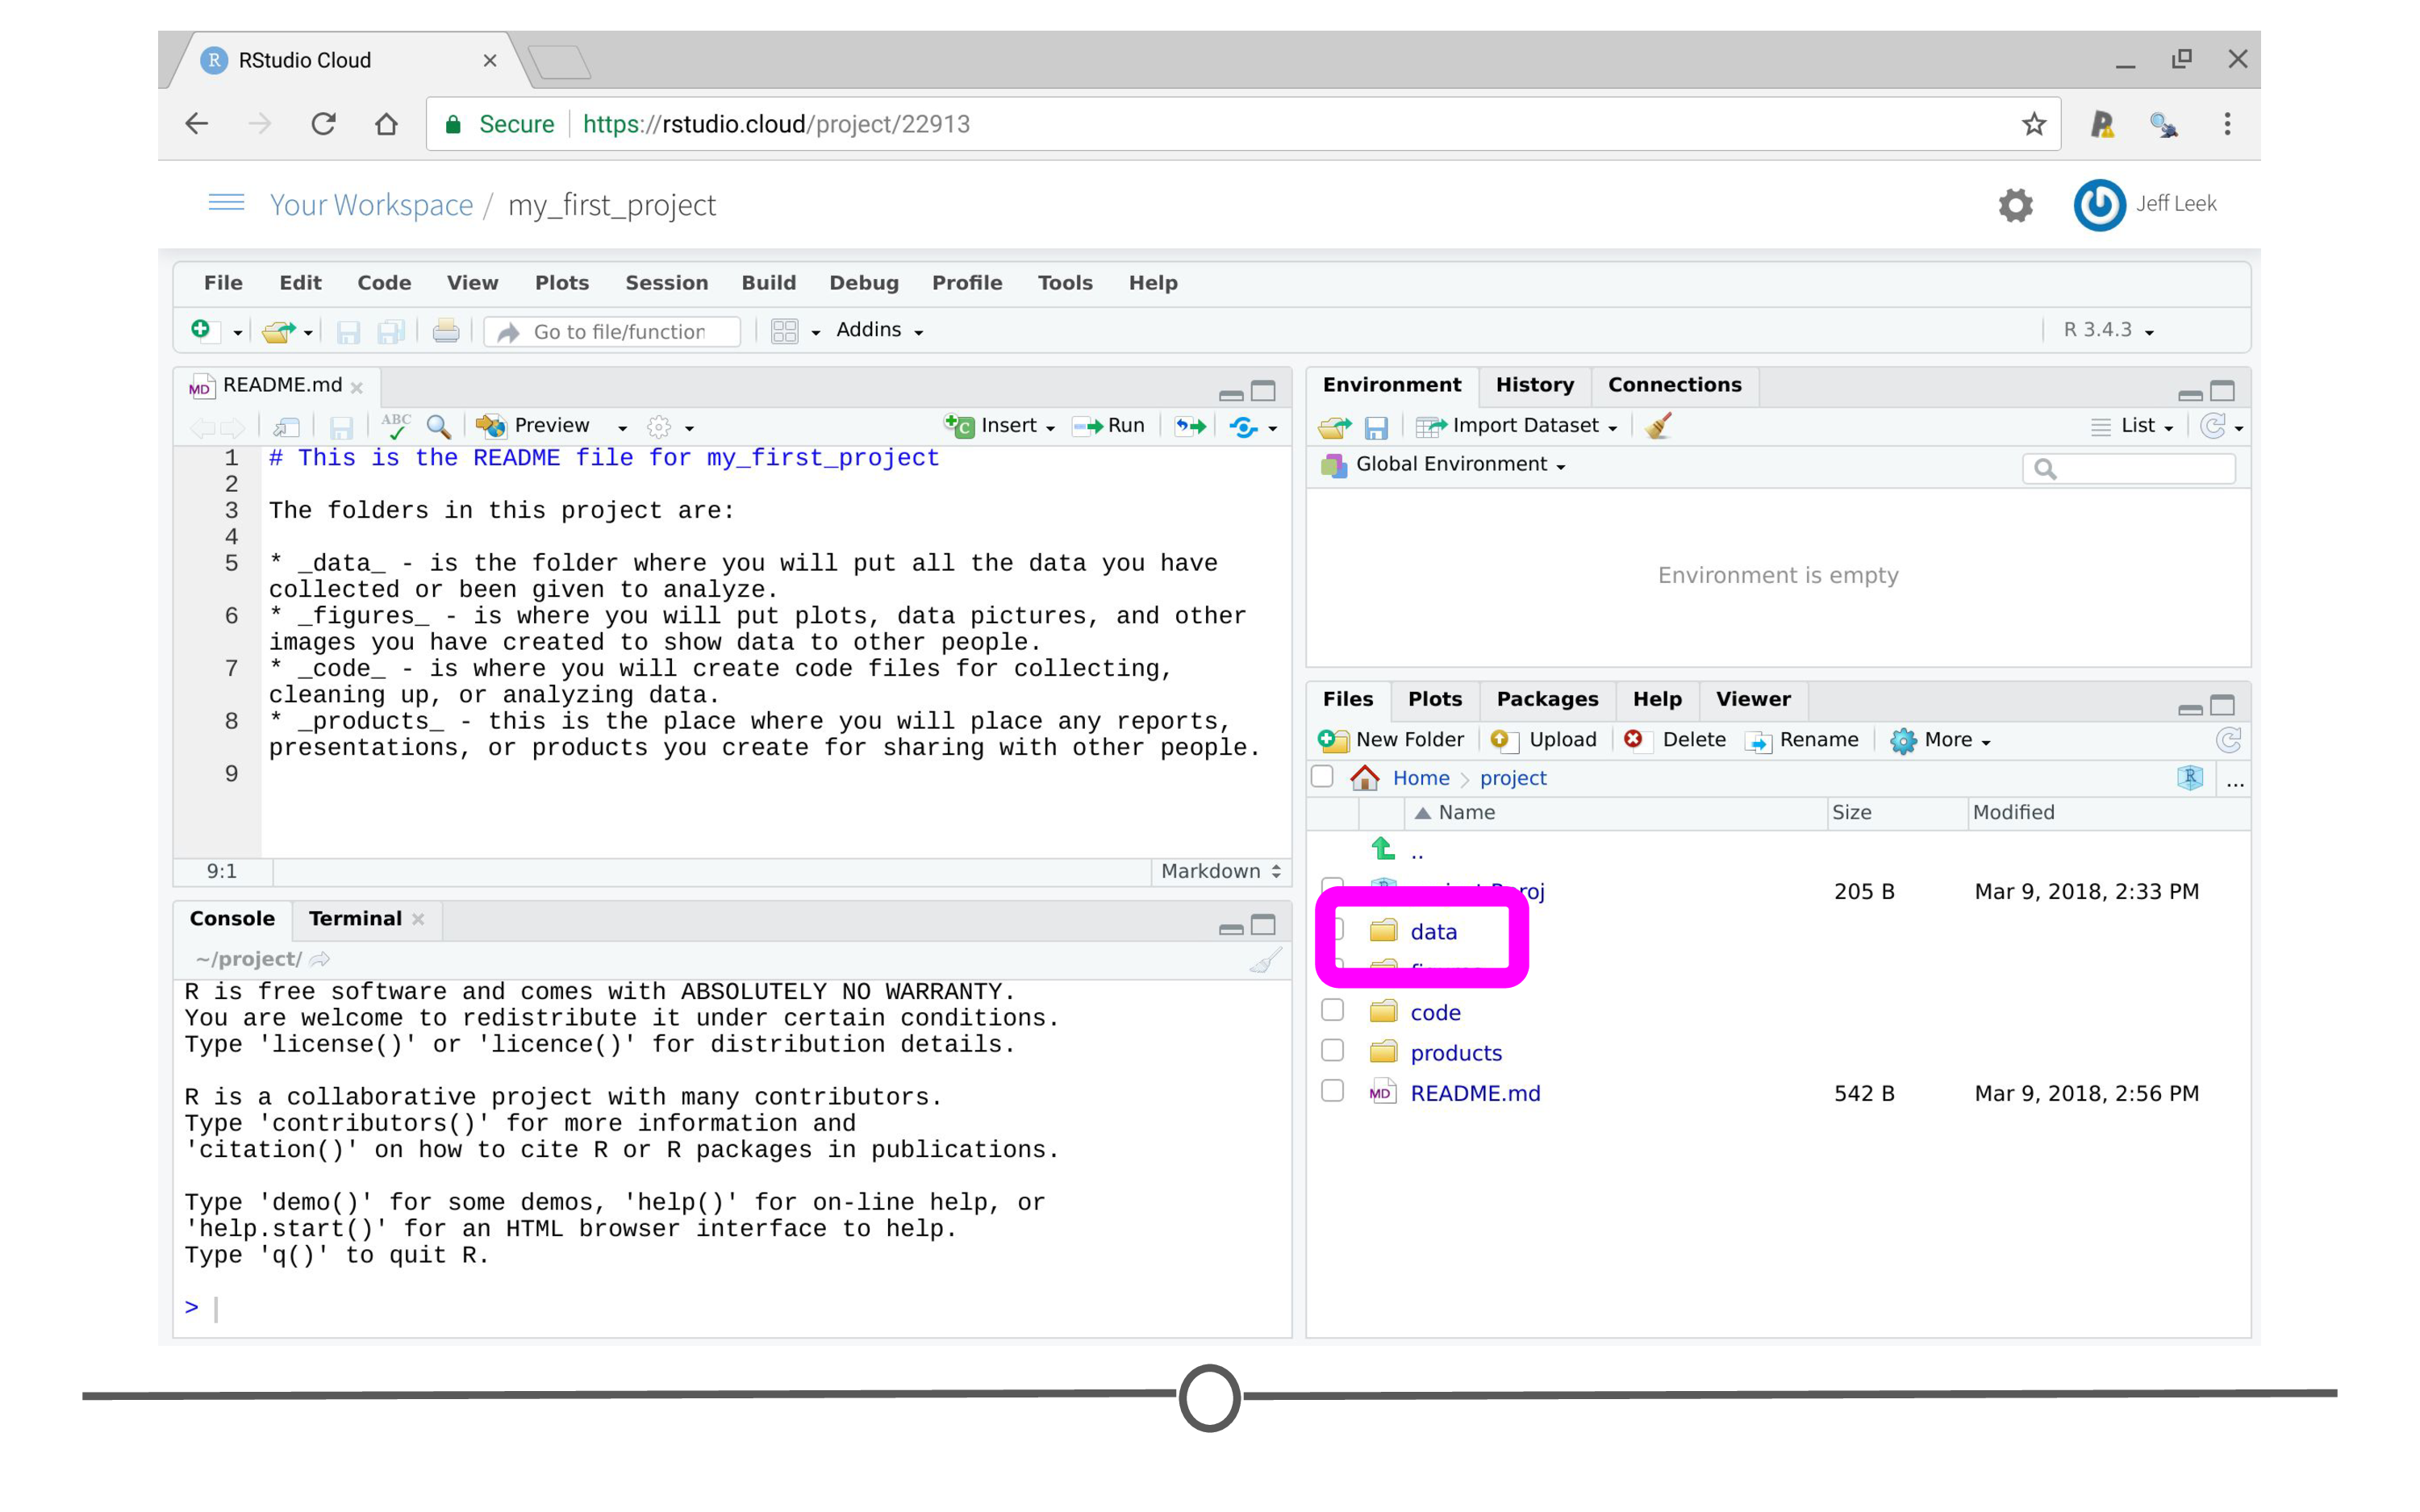 RStudio Cloud
Secure https://rstudio.cloud/project/22913
Your Workspace / my_first_project
Jeff Leek
File Edit Code View Plots Session Build Debug Profile Tools Help
Go to file/function Addins R 3.4.3
README.md
ABC Preview Insert Run
1 # This is the README file for my_first_project
2
3 The folders in this project are:
4
5 * _data_ - is the folder where you will put all the data you have
collected or been given to analyze.
6 * _figures_ - is where you will put plots, data pictures, and other
images you have created to show data to other people.
7 * _code_ - is where you will create code files for collecting,
cleaning up, or analyzing data.
8 * _products_ - this is the place where you will place any reports,
presentations, or products you create for sharing with other people.
9
9:1 Markdown
Console Terminal
~/project/
R is free software and comes with ABSOLUTELY NO WARRANTY.
You are welcome to redistribute it under certain conditions.
Type 'license()' or 'licence()' for distribution details.
R is a collaborative project with many contributors.
Type 'contributors()' for more information and
'citation()' on how to cite R or R packages in publications.
Type 'demo()' for some demos, 'help()' for on-line help, or
'help.start()' for an HTML browser interface to help.
Type 'q()' to quit R.
>
Environment History Connections
Import Dataset List
Global Environment
Environment is empty
Files Plots Packages Help Viewer
New Folder Upload Delete Rename More
Home > project ...
Name Size Modified
..
205 B Mar 9, 2018, 2:33 PM
data
code
products
README.md 542 B Mar 9, 2018, 2:56 PM